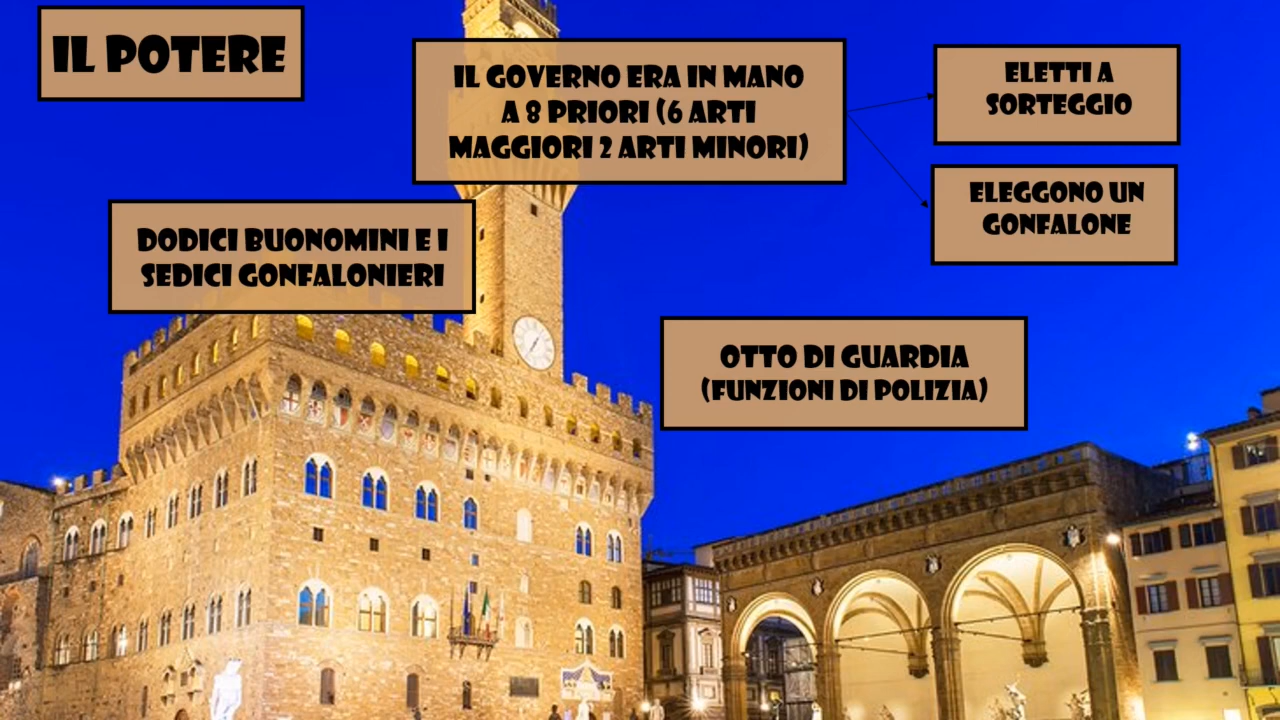 IL POTERE
IL GOVERNO ERA IN MANO
A 8 PRIORI (6 ARTI
MAGGIORI 2 ARTI MINORI)
ELETTI A
SORTEGGIO
ELEGGONO UN
GONFALONE
DODICI BUONOMINI E I
SEDICI GONFALONIERI
OTTO DI GUARDIA
(FUNZIONI DI POLIZIA)